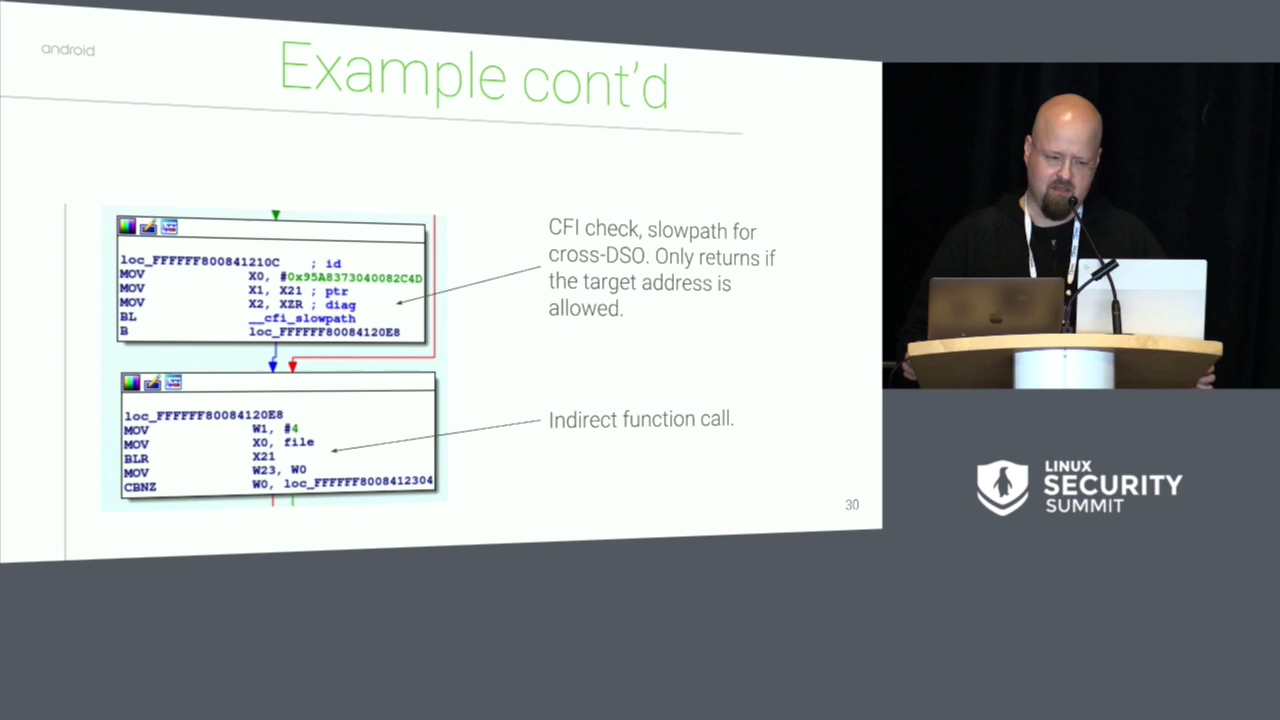 android
Example cont'd
loc_FFFFFF800841210C ; id
MOV X0, #0x95A8373040082C4D
MOV X1, X21 ; ptr
MOV X2, XZR ; diag
BL __cfi_slowpath
B loc_FFFFFF80084120E8
CFI check, slowpath for
cross-DSO. Only returns if
the target address is
allowed.
loc_FFFFFF80084120E8
MOV W1, #4
MOV X0, file
BLR X21
MOV W23, W0
CBNZ W0, loc_FFFFFF8008412304
Indirect function call.
30
LINUX
SECURITY
SUMMIT